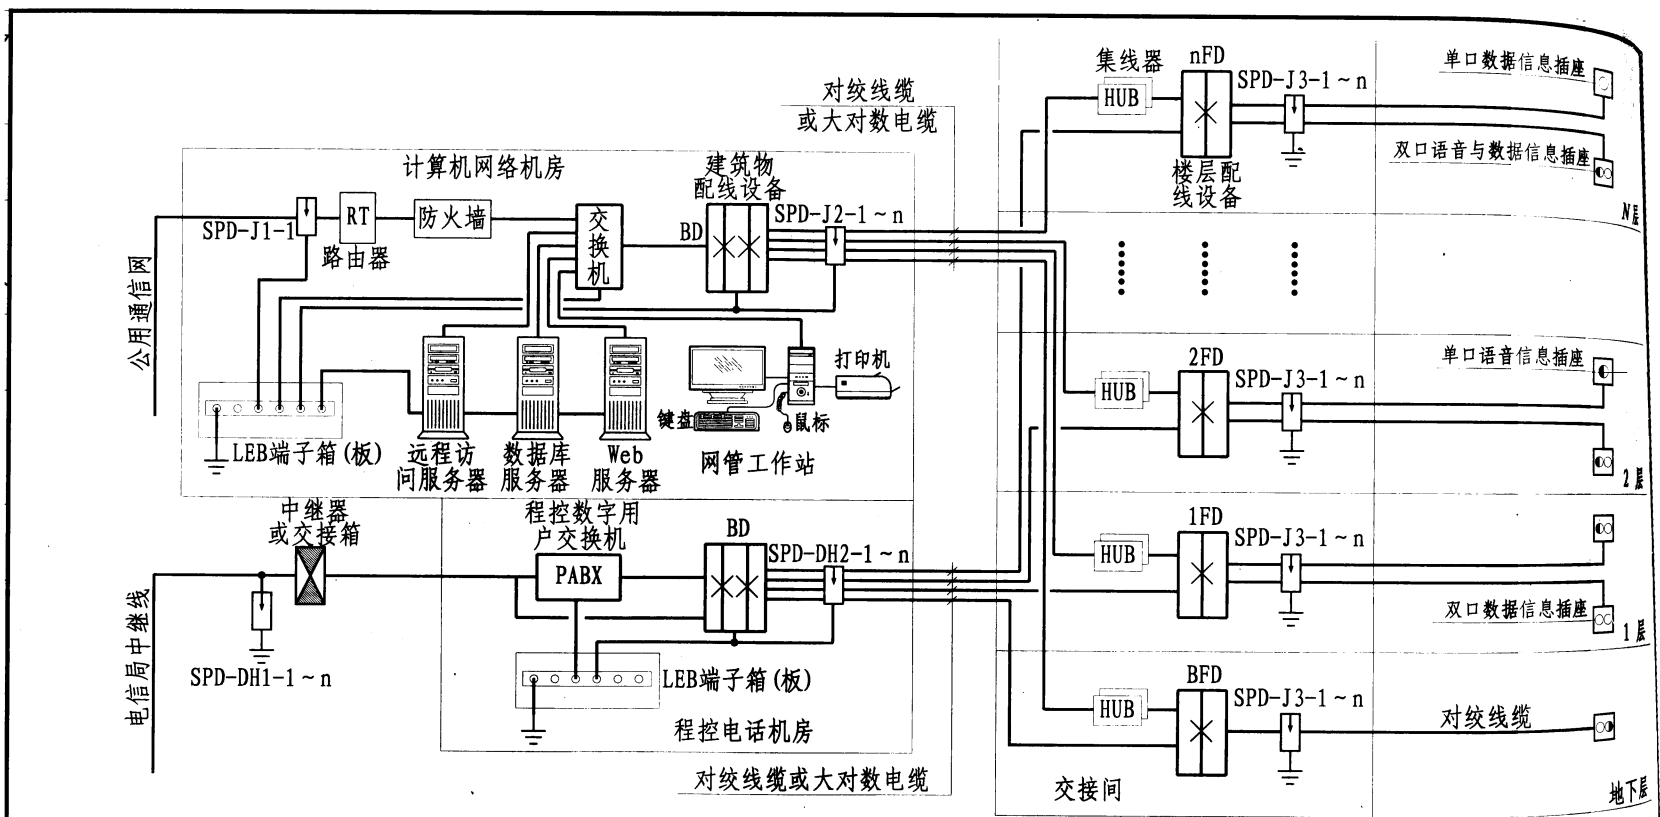 对绞线缆
或大对数电缆
集线器
nFD
SPD-J3-1～n
单口数据信息插座
HUB
双口语音与数据信息插座
楼层配
线设备
N层
计算机网络机房
建筑物
配线设备
SPD-J2-1～n
SPD-J1-1
RT
防火墙
路由器
交换机
BD
公用通信网
打印机
2FD
SPD-J3-1～n
单口语音信息插座
HUB
键盘
鼠标
LEB端子箱(板)
远程访
问服务器
数据库
服务器
Web
服务器
网管工作站
2层
中继器
或交接箱
程控数字用
户交换机
BD
SPD-DH2-1～n
PABX
1FD
SPD-J3-1～n
HUB
双口数据信息插座
1层
电信局中继线
SPD-DH1-1～n
LEB端子箱(板)
程控电话机房
BFD
SPD-J3-1～n
HUB
对绞线缆
对绞线缆或大对数电缆
交接间
地下层